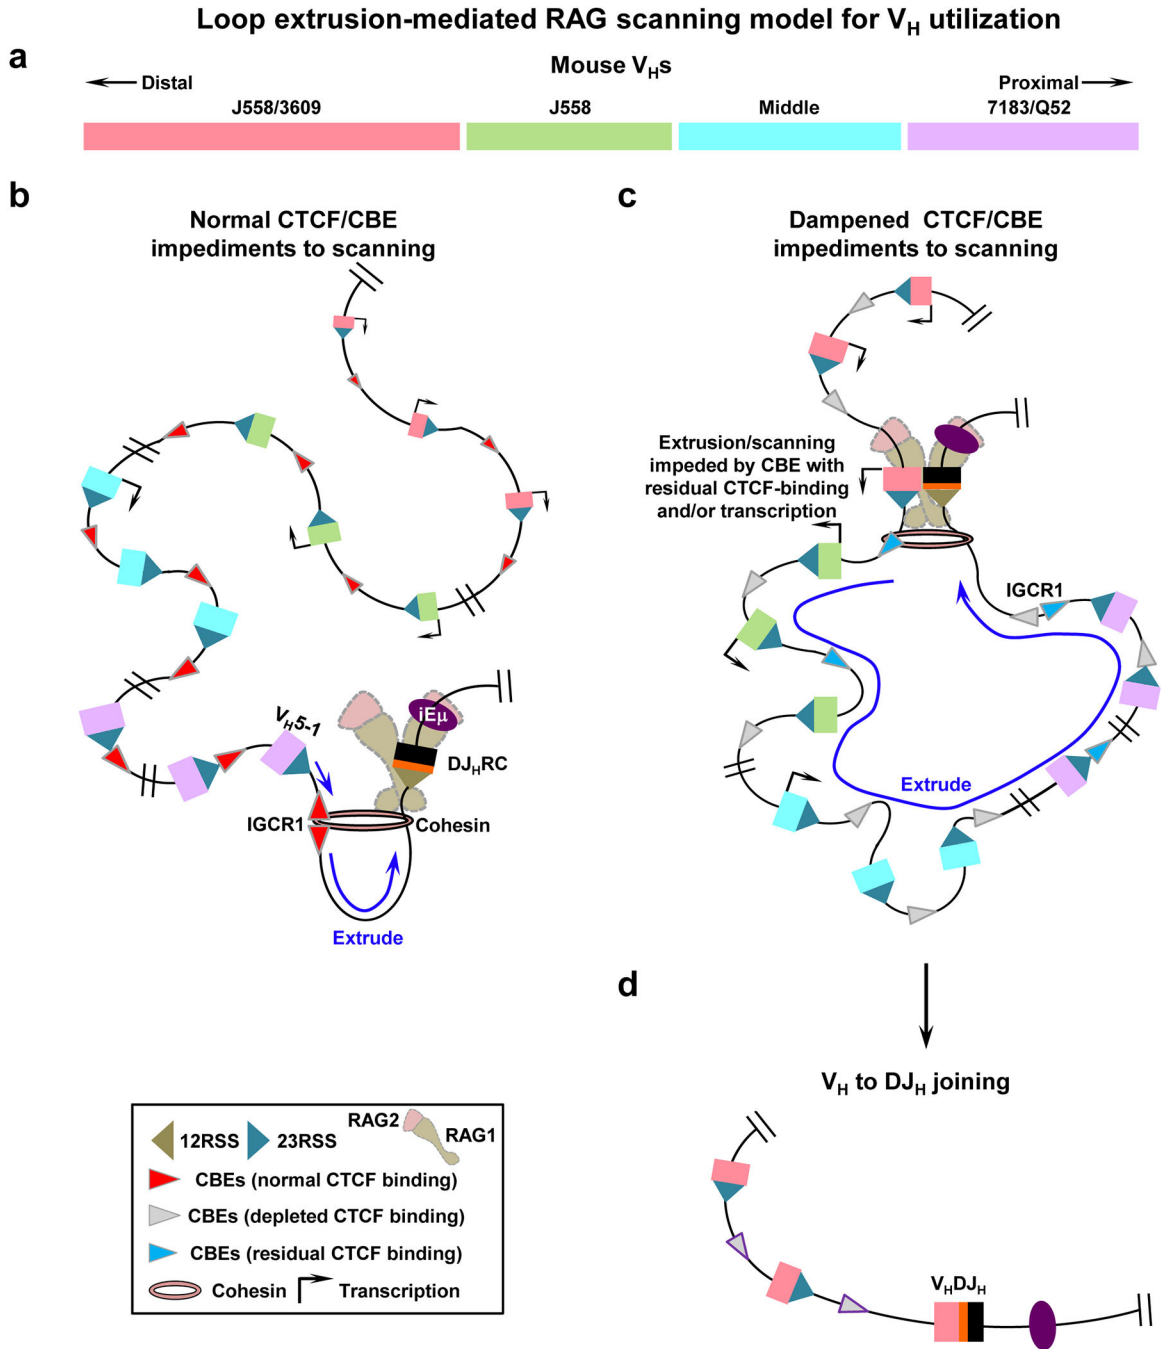 Loop extrusion-mediated RAG scanning model for VH utilization
a
Mouse VHs
Distal
Proximal
J558/3609
J558
Middle
7183/Q52
b
Normal CTCF/CBE
impediments to scanning
VH5-1
iEμ
DJHRC
IGCR1
Cohesin
Extrude
c
Dampened CTCF/CBE
impediments to scanning
Extrusion/scanning
impeded by CBE with
residual CTCF-binding
and/or transcription
IGCR1
Extrude
d
VH to DJH joining
VHDJH
12RSS
23RSS
RAG2
RAG1
CBEs (normal CTCF binding)
CBEs (depleted CTCF binding)
CBEs (residual CTCF binding)
Cohesin
Transcription